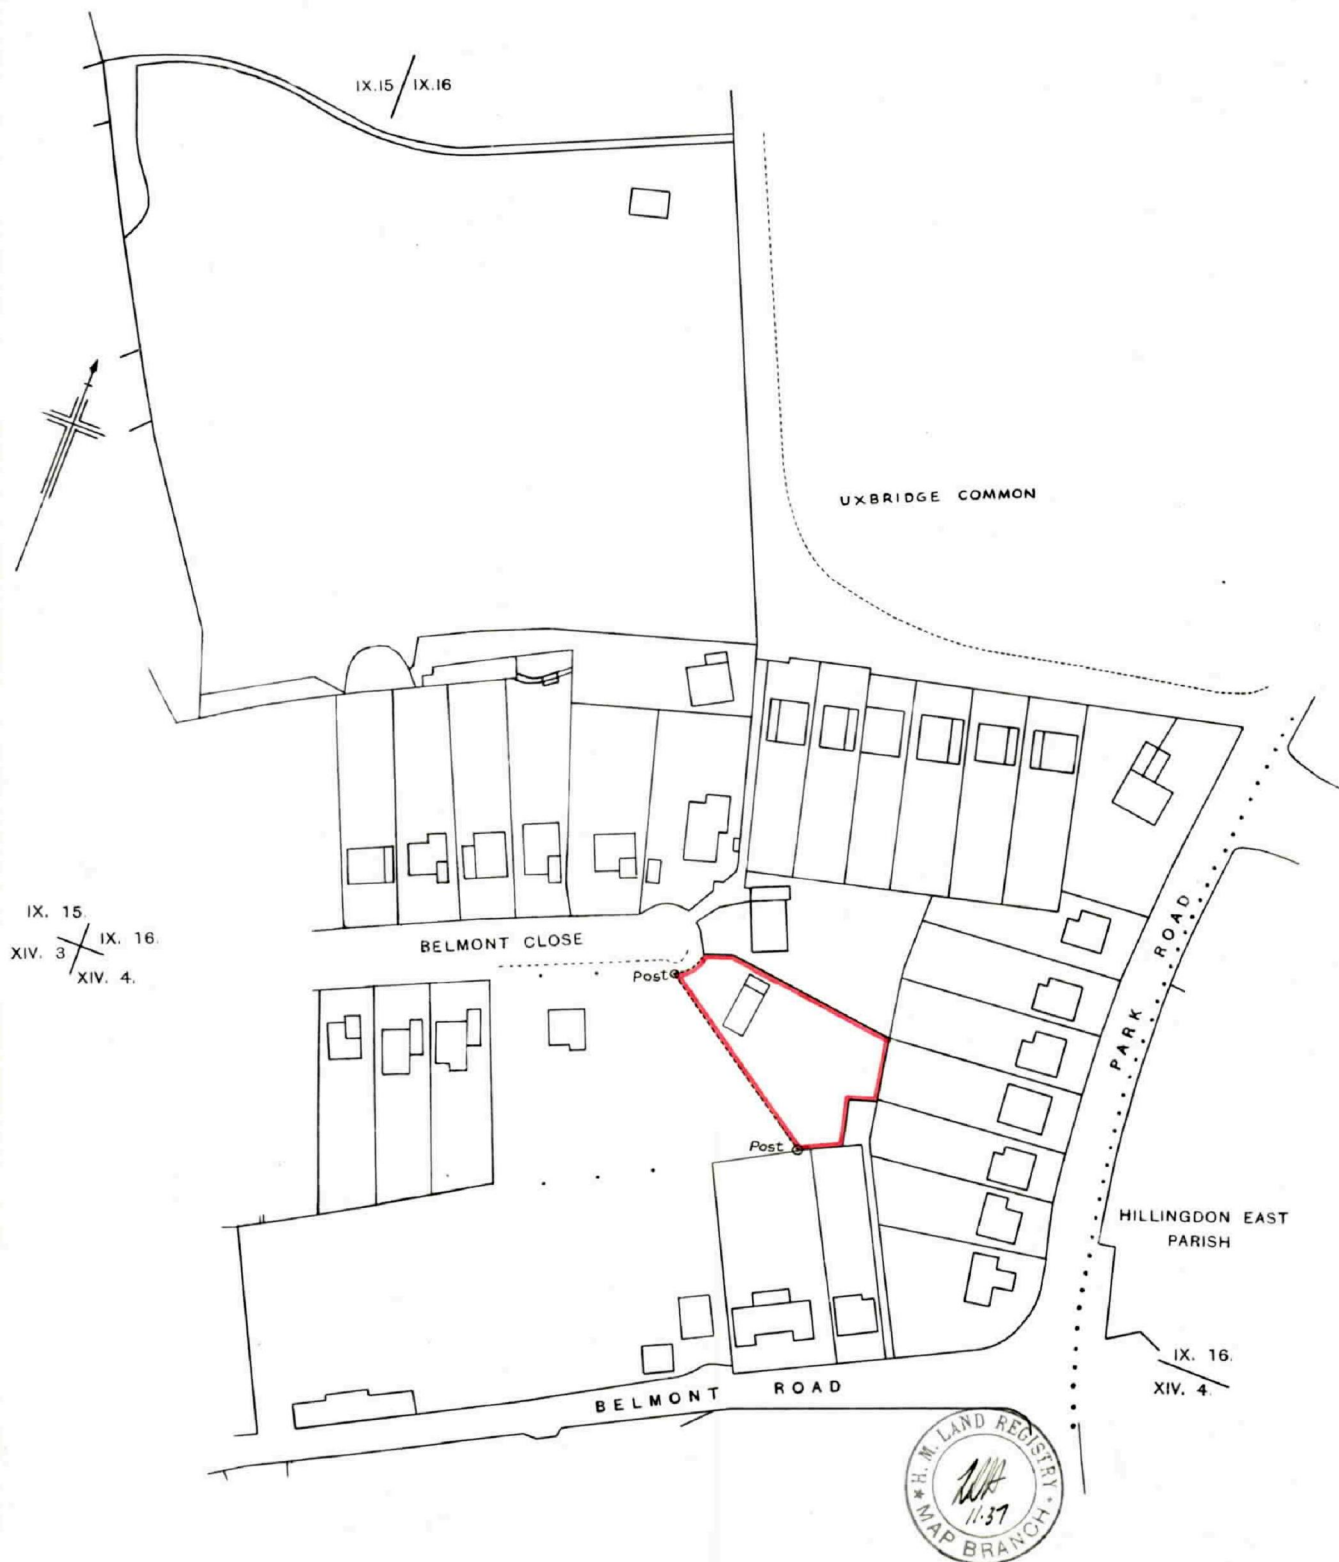 IX.15 / IX.16
UXBRIDGE COMMON
IX. 15. IX. 16.
XIV. 3 XIV. 4.
BELMONT CLOSE
Post
PARK ROAD
Post
HILLINGDON EAST
PARISH
IX. 16.
XIV. 4.
BELMONT ROAD
H. M. LAND REGISTRY
11·37
MAP BRANCH